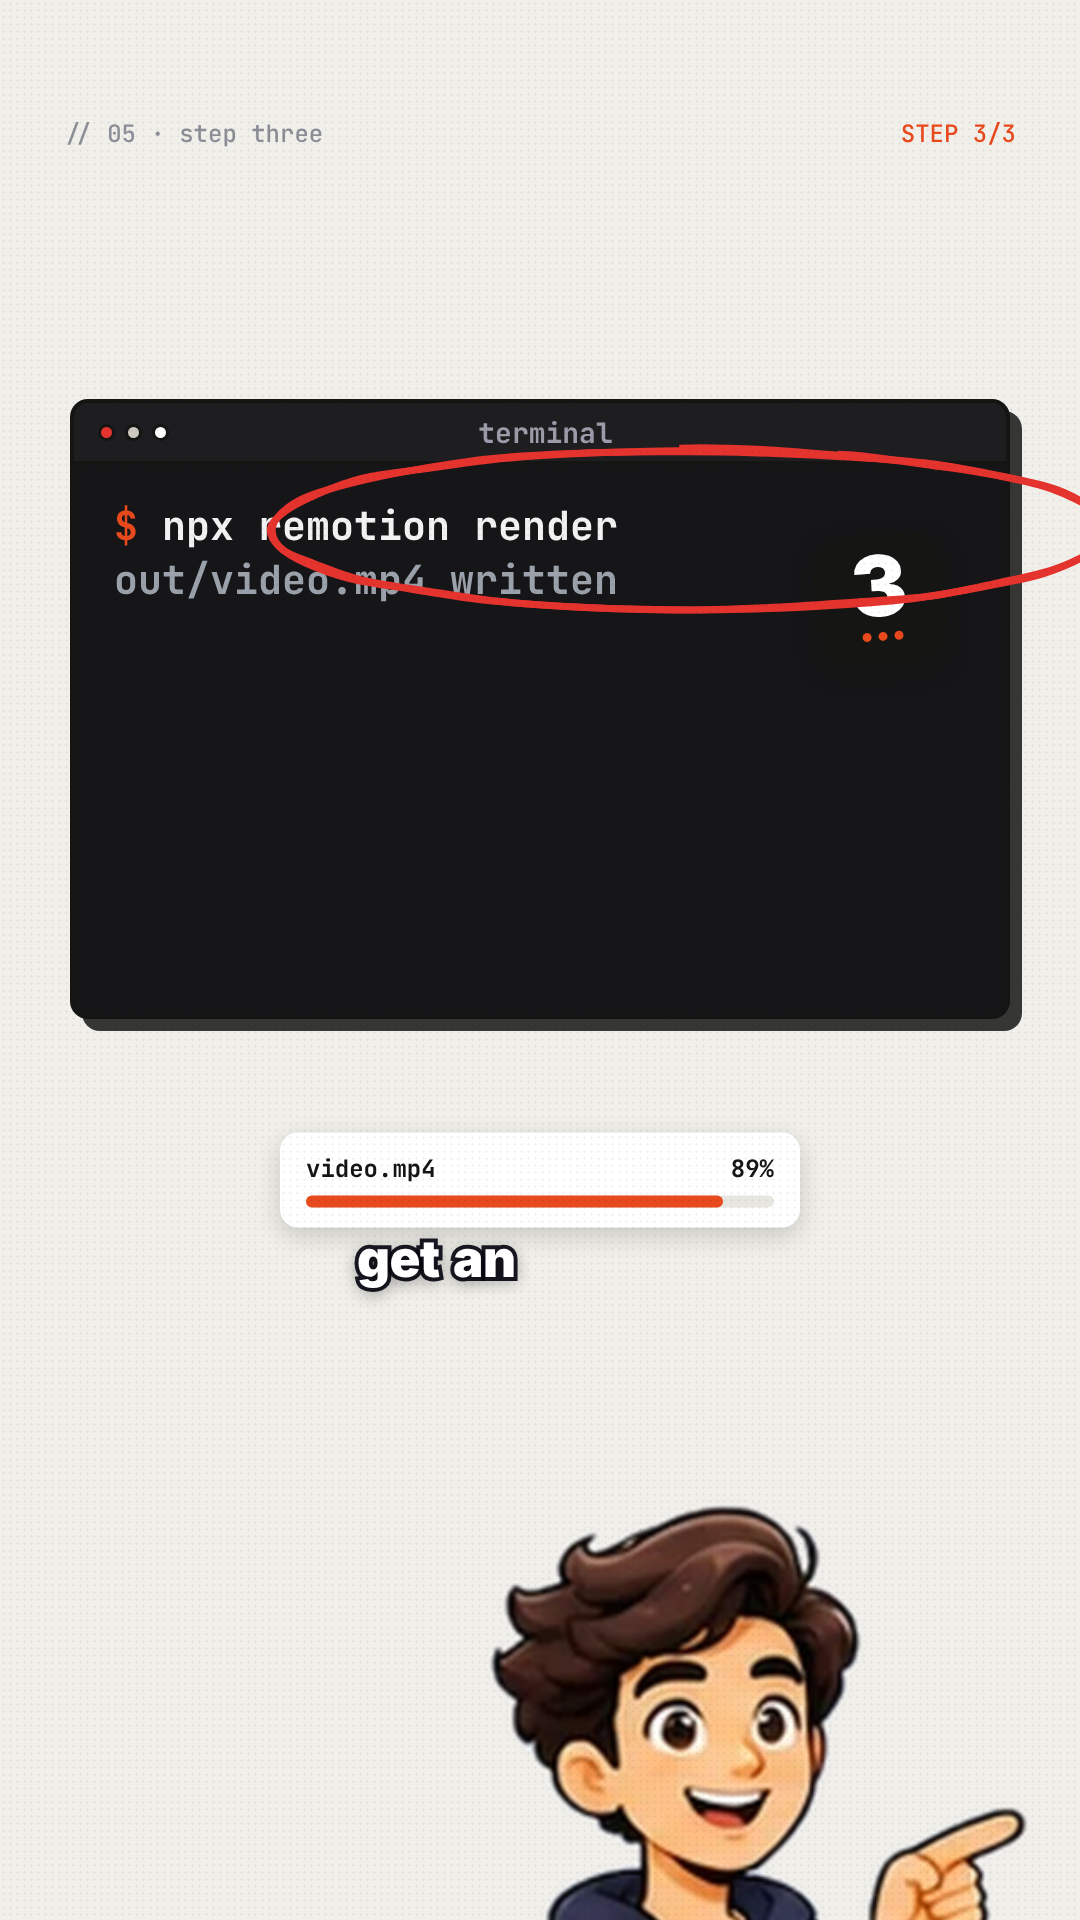 // 05 · step three
STEP 3/3
terminal
$ npx remotion render
out/video.mp4 written
3
video.mp4
89%
get an